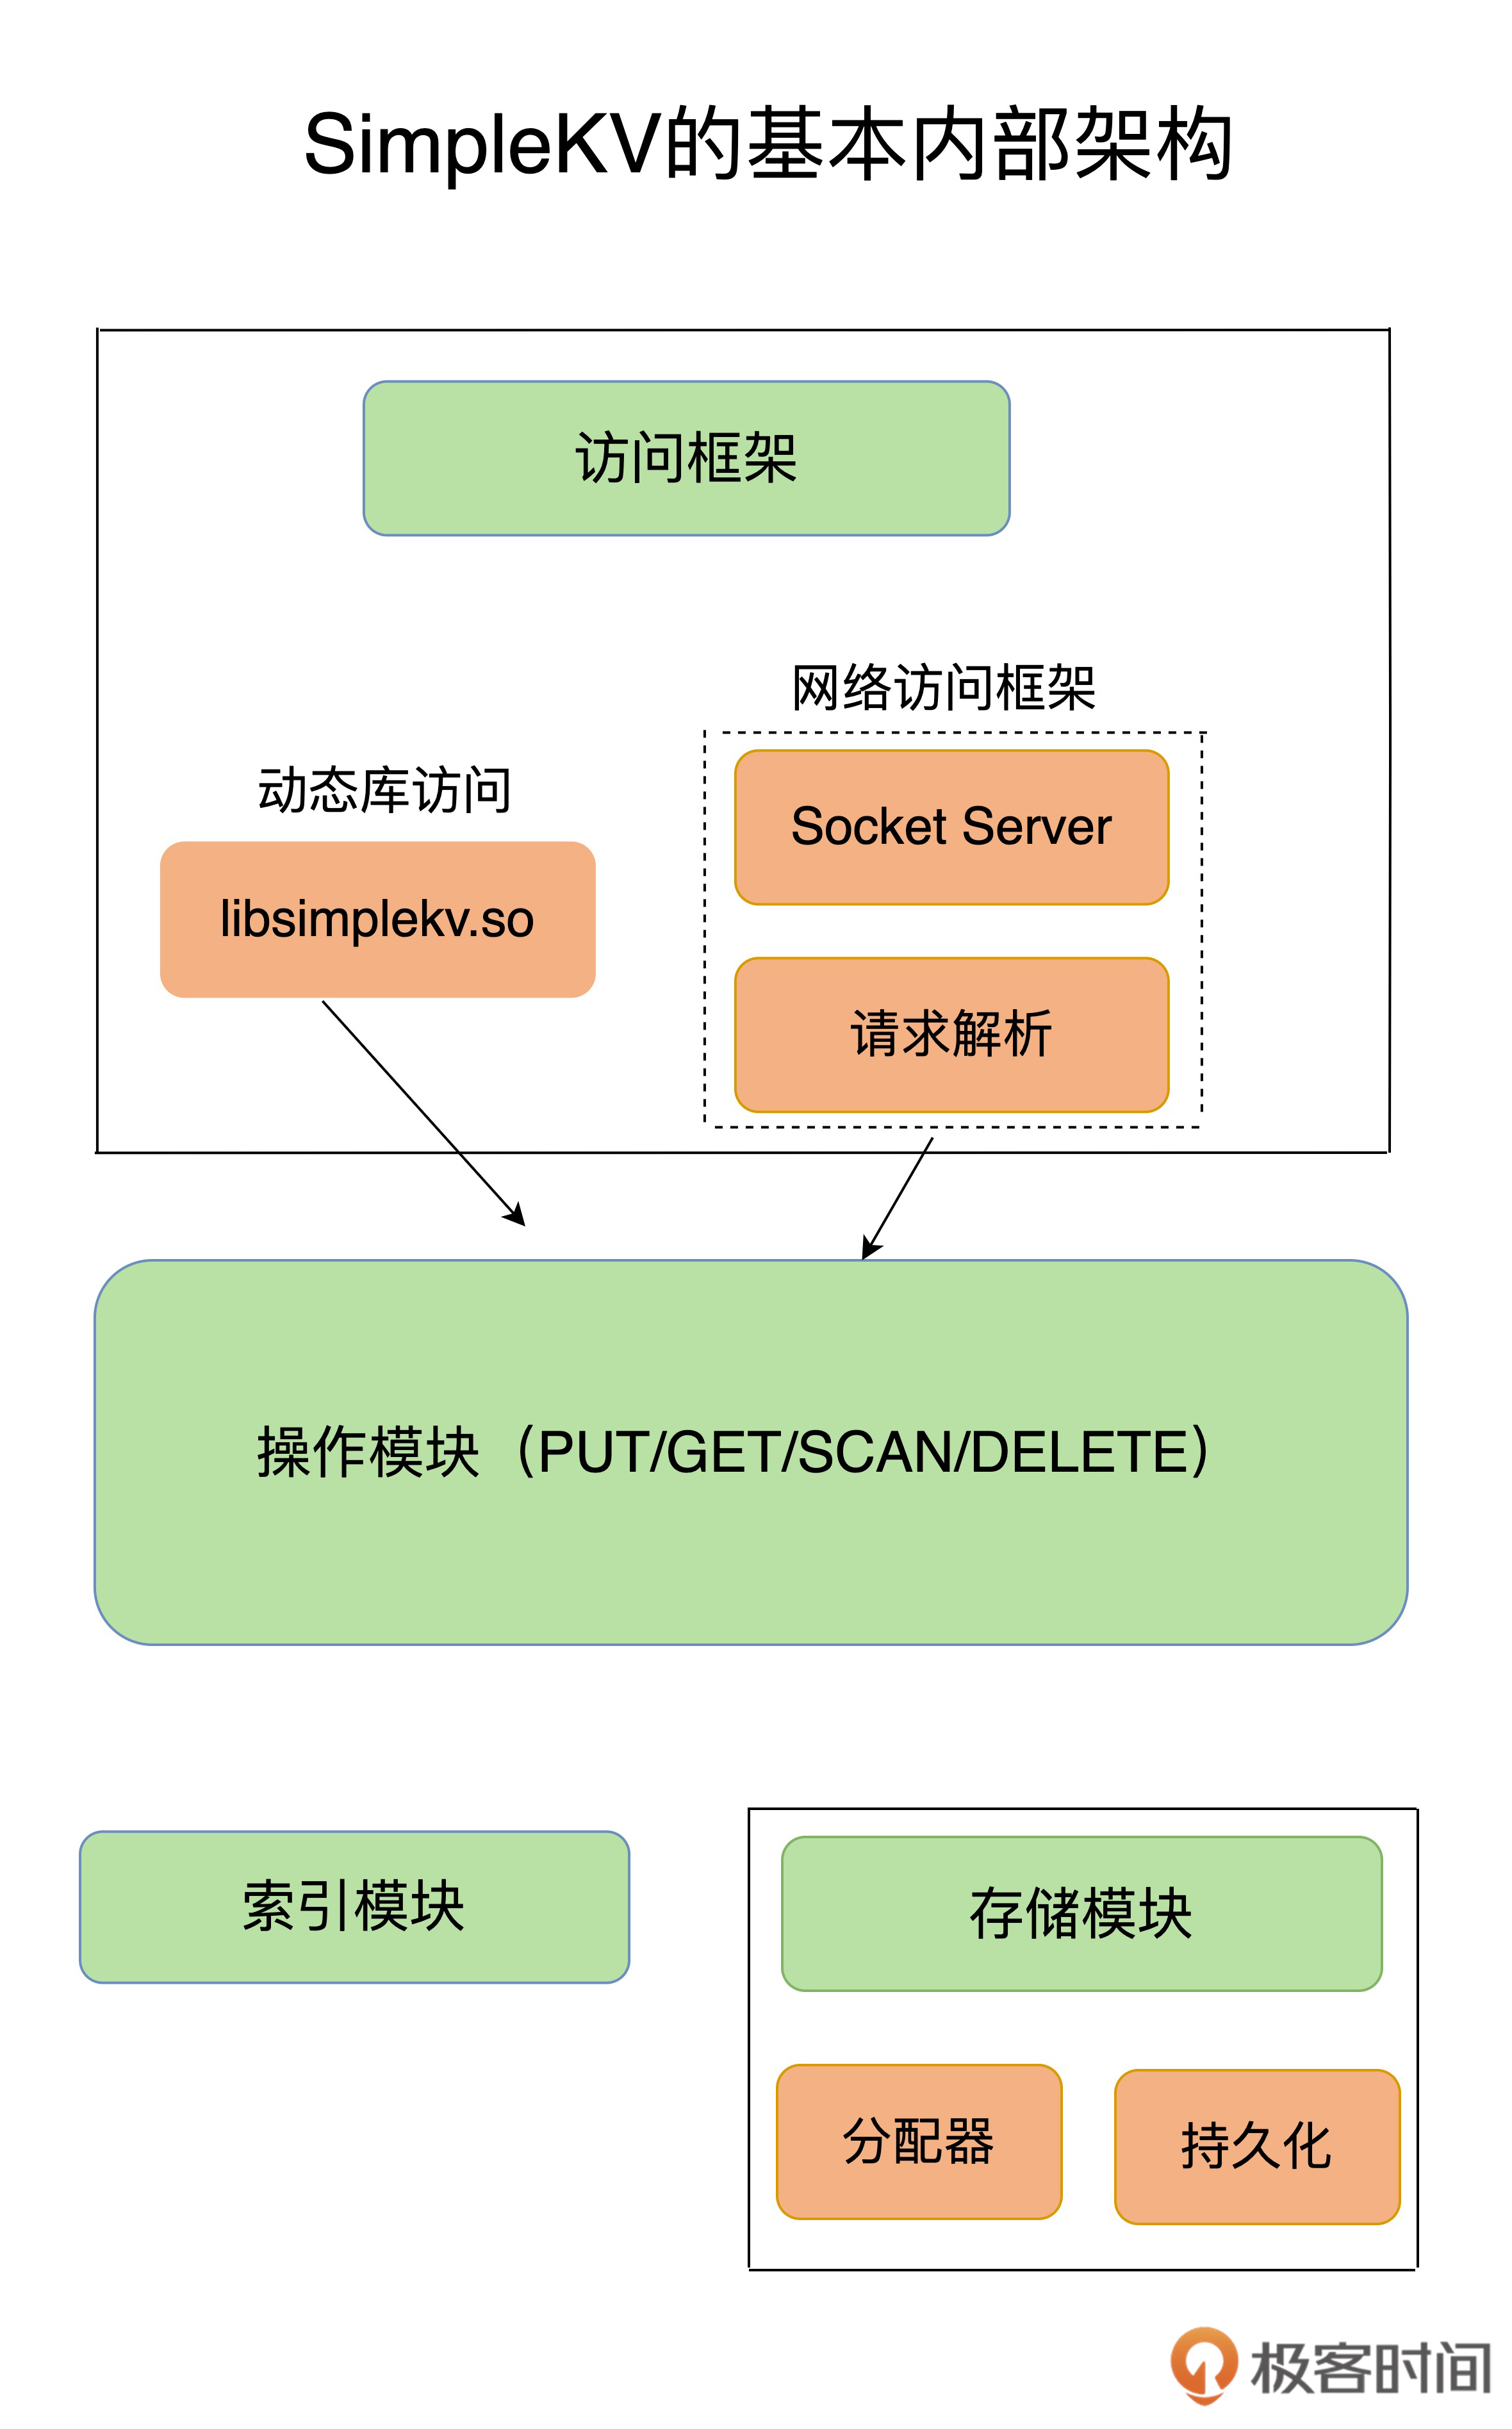 SimpleKV的基本内部架构
访问框架
网络访问框架
动态库访问
Socket Server
libsimplekv.so
请求解析
操作模块（PUT/GET/SCAN/DELETE）
索引模块
存储模块
分配器
持久化
极客时间